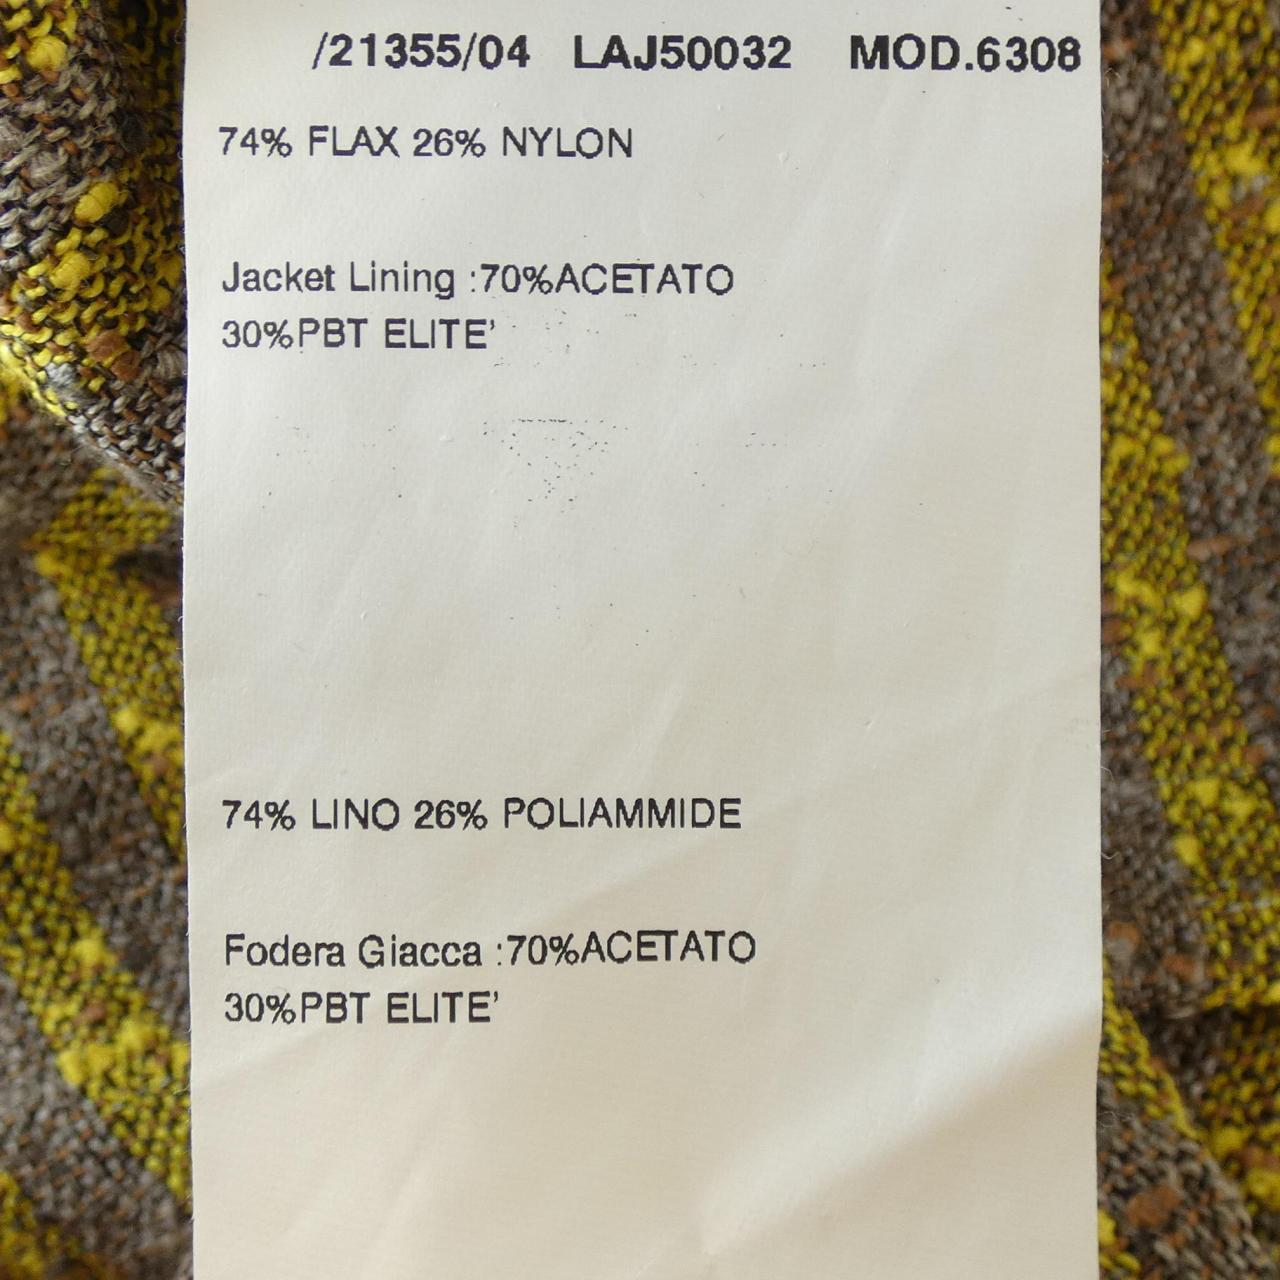 /21355/04 LAJ50032 MOD.6308
74% FLAX 26% NYLON
Jacket Lining :70%ACETATO
30%PBT ELITE'
74% LINO 26% POLIAMMIDE
Fodera Giacca :70%ACETATO
30%PBT ELITE'